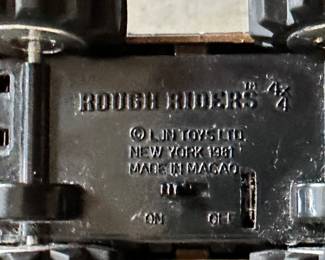 ROUGH RIDERS™ 4x4
© LJN TOYS LTD
NEW YORK 1981
MADE IN MACAO
ON OFF